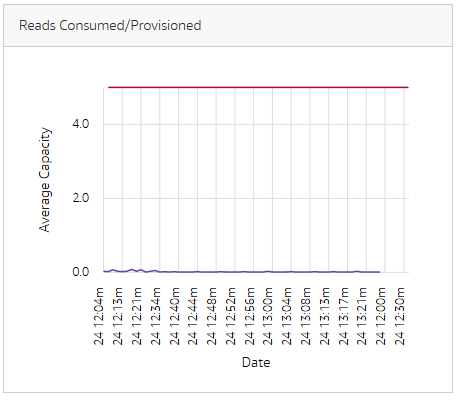 Reads Consumed/Provisioned
4.0
2.0
0.0
Average Capacity
24 12:04m
24 12:13m
24 12:21m
24 12:34m
24 12:40m
24 12:44m
24 12:48m
24 12:52m
24 12:56m
24 13:00m
24 13:04m
24 13:08m
24 13:13m
24 13:17m
24 13:21m
24 12:00m
24 12:30m
Date